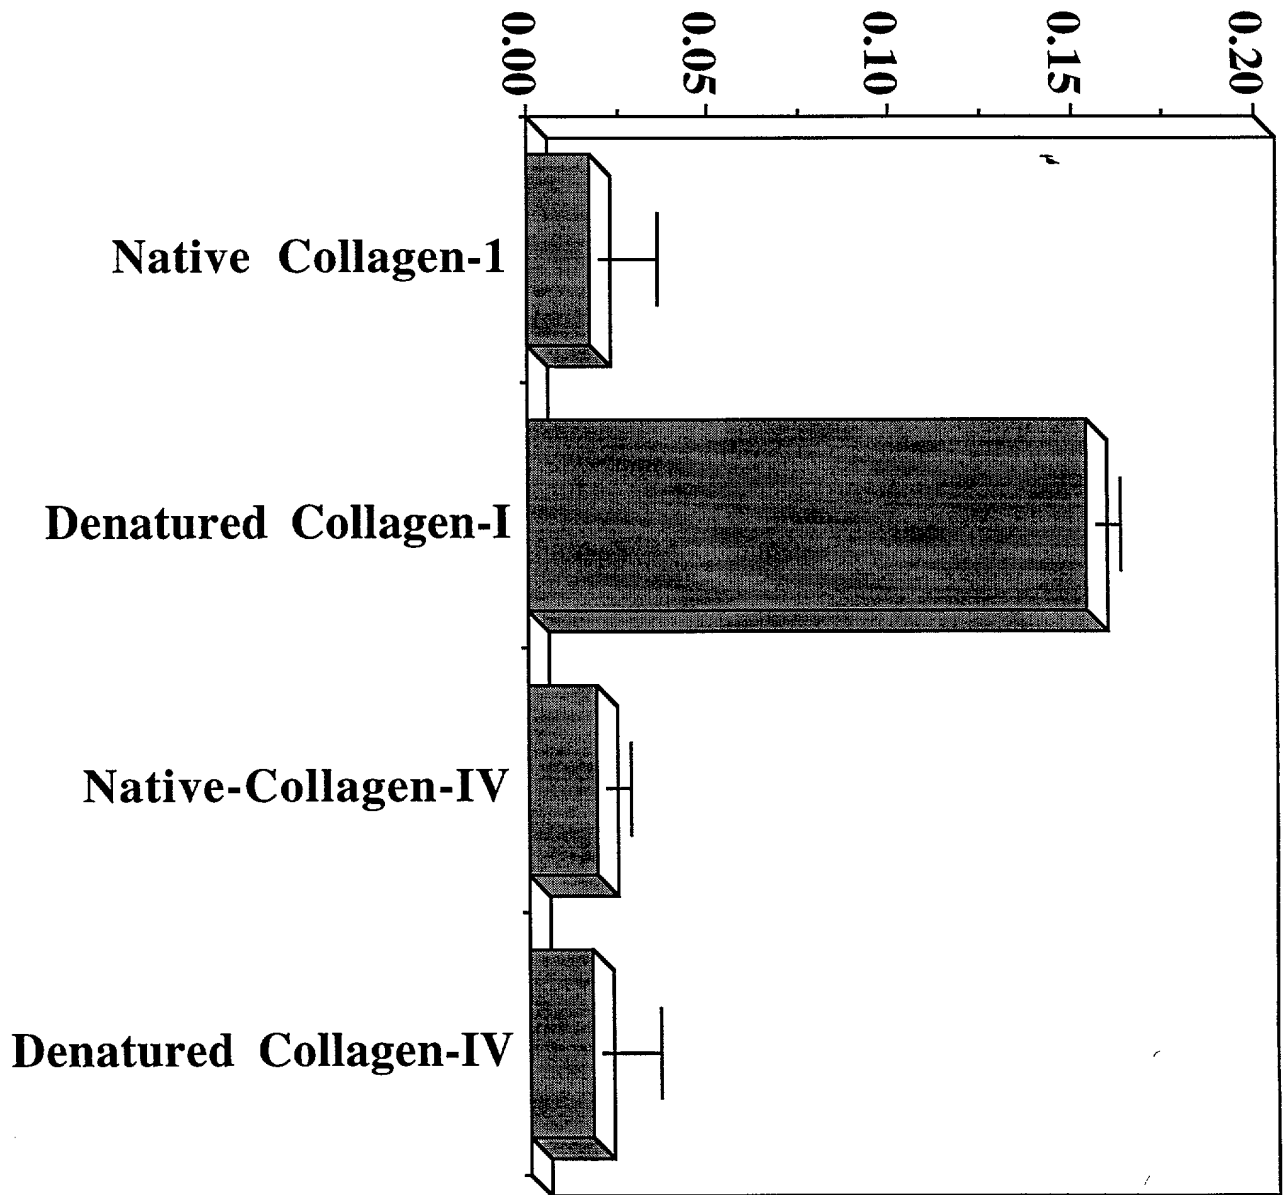 0.00
0.05
0.10
0.15
0.20
Native Collagen-1
Denatured Collagen-I
Native-Collagen-IV
Denatured Collagen-IV